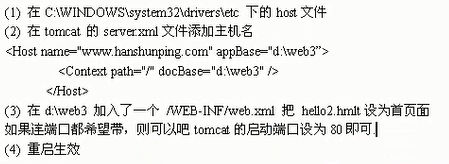 (1) 在 C:\WINDOWS\system32\drivers\etc 下的 host 文件
(2) 在 tomcat 的 server.xml 文件添加主机名
<Host name="www.hanshunping.com" appBase="d:\web3">
<Context path="/" docBase="d:\web3" />
</Host>
(3) 在 d:\web3 加入了一个 /WEB-INF/web.xml 把 hello2.hmlt 设为首页面
如果连端口都希望带，则可以吧 tomcat 的启动端口设为 80 即可.
(4) 重启生效